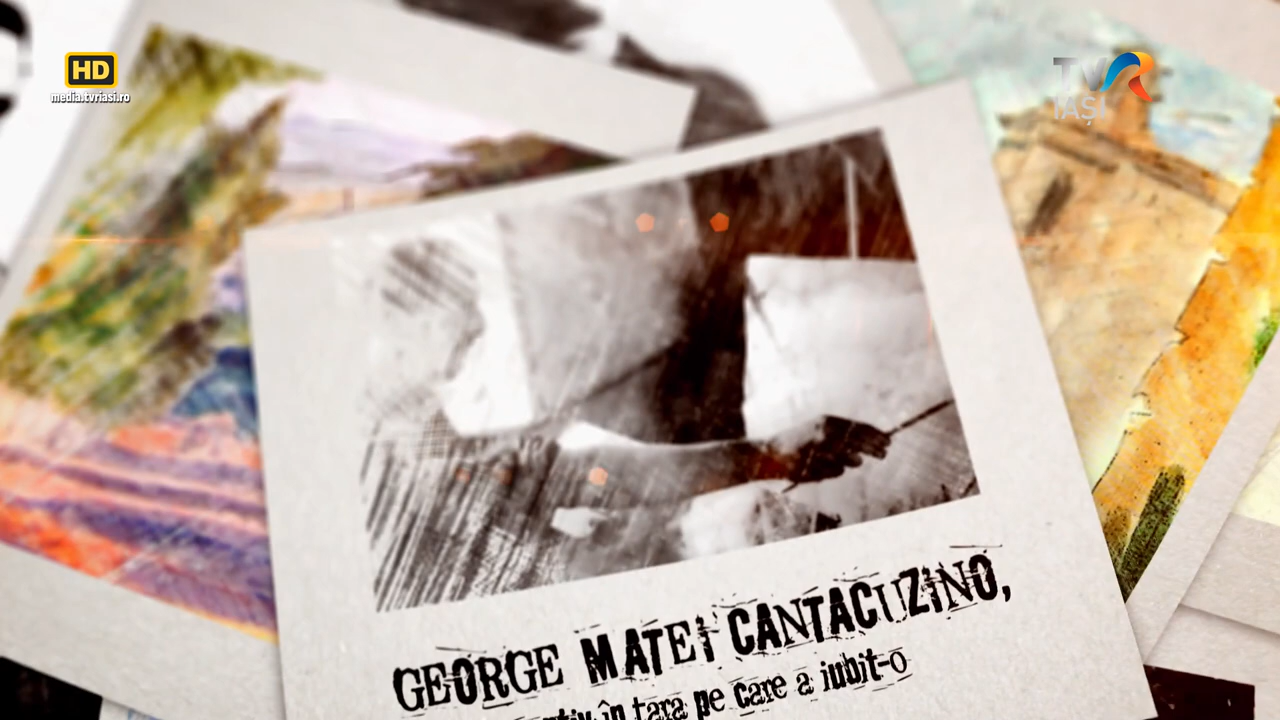 HD
media.tvriasi.ro
TVR
IAȘI
GEORGE MATEI CANTACUZINO,
în țara pe care a iubit-o